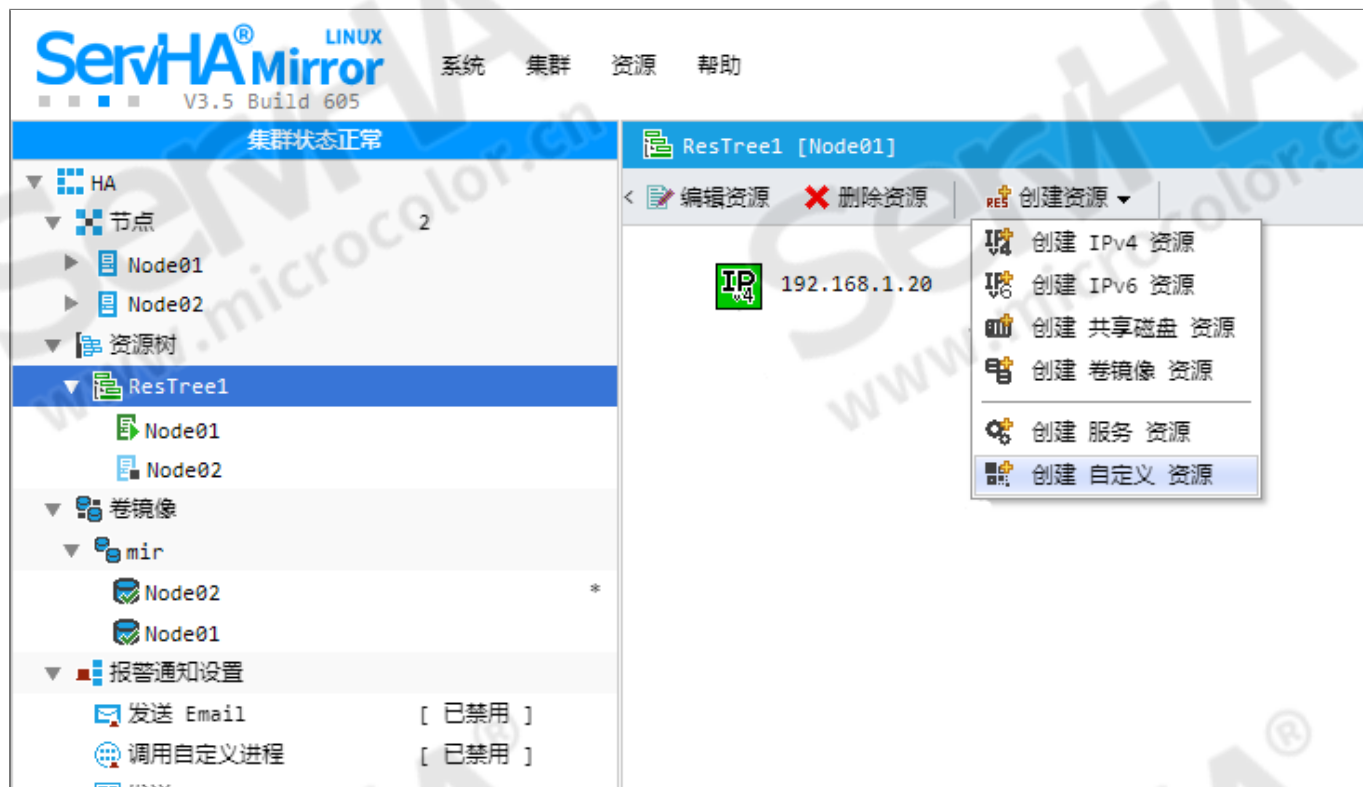 ServHA® Mirror LINUX
V3.5 Build 605
系统 集群 资源 帮助
集群状态正常
HA
节点 2
Node01
Node02
资源树
ResTree1
Node01
Node02
卷镜像
mir
Node02 *
Node01
报警通知设置
发送 Email [ 已禁用 ]
调用自定义进程 [ 已禁用 ]
ResTree1 [Node01]
< 编辑资源 删除资源 创建资源
192.168.1.20
IPv4
创建 IPv4 资源
创建 IPv6 资源
创建 共享磁盘 资源
创建 卷镜像 资源
创建 服务 资源
创建 自定义 资源
ServHA®
www.microcolor.cn